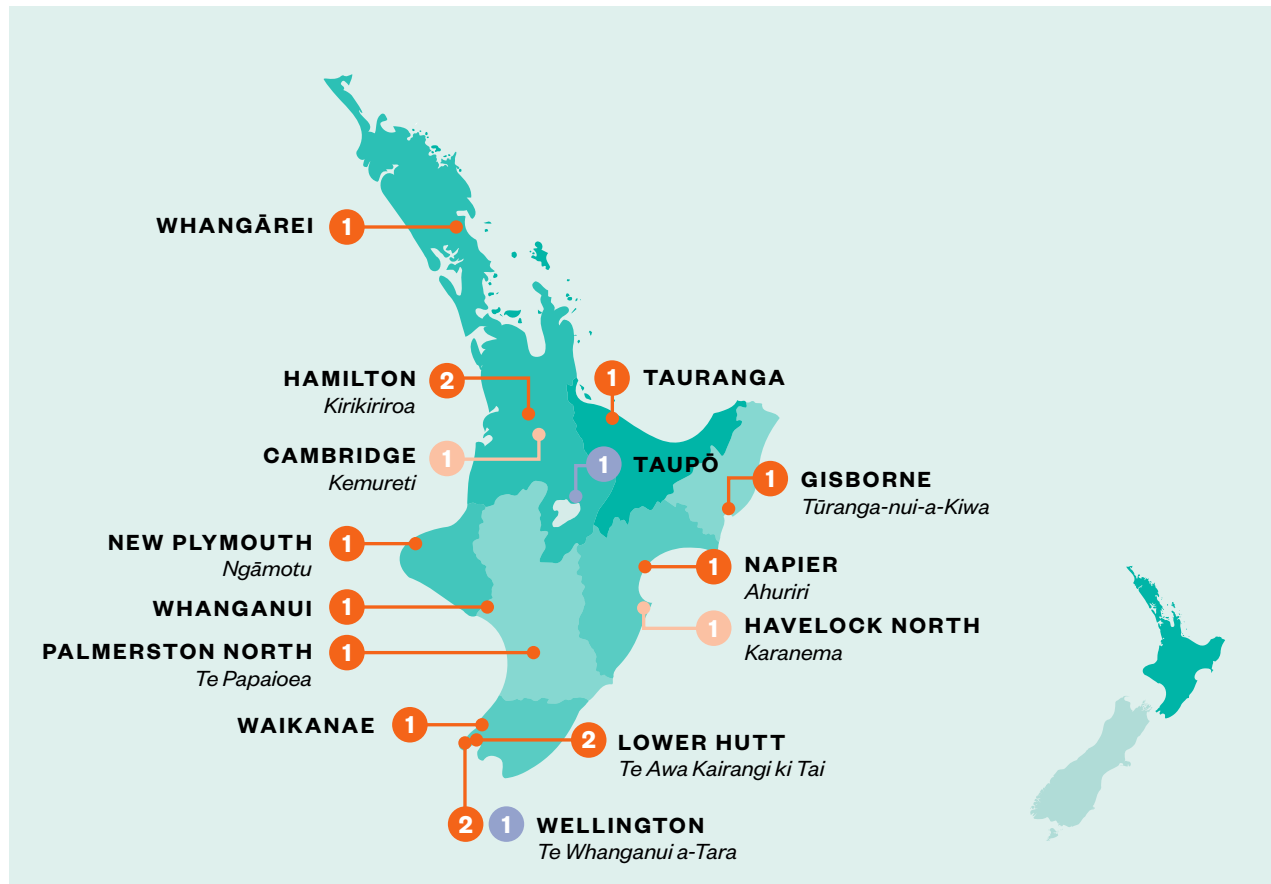 WHANGĀREI 1
HAMILTON 2
Kirikiriroa
1 TAURANGA
CAMBRIDGE 1
Kemureti
1 TAUPŌ
1 GISBORNE
Tūranga-nui-a-Kiwa
NEW PLYMOUTH 1
Ngāmotu
1 NAPIER
Ahuriri
WHANGANUI 1
1 HAVELOCK NORTH
Karanema
PALMERSTON NORTH 1
Te Papaioea
WAIKANAE 1
2 LOWER HUTT
Te Awa Kairangi ki Tai
2 1 WELLINGTON
Te Whanganui a-Tara